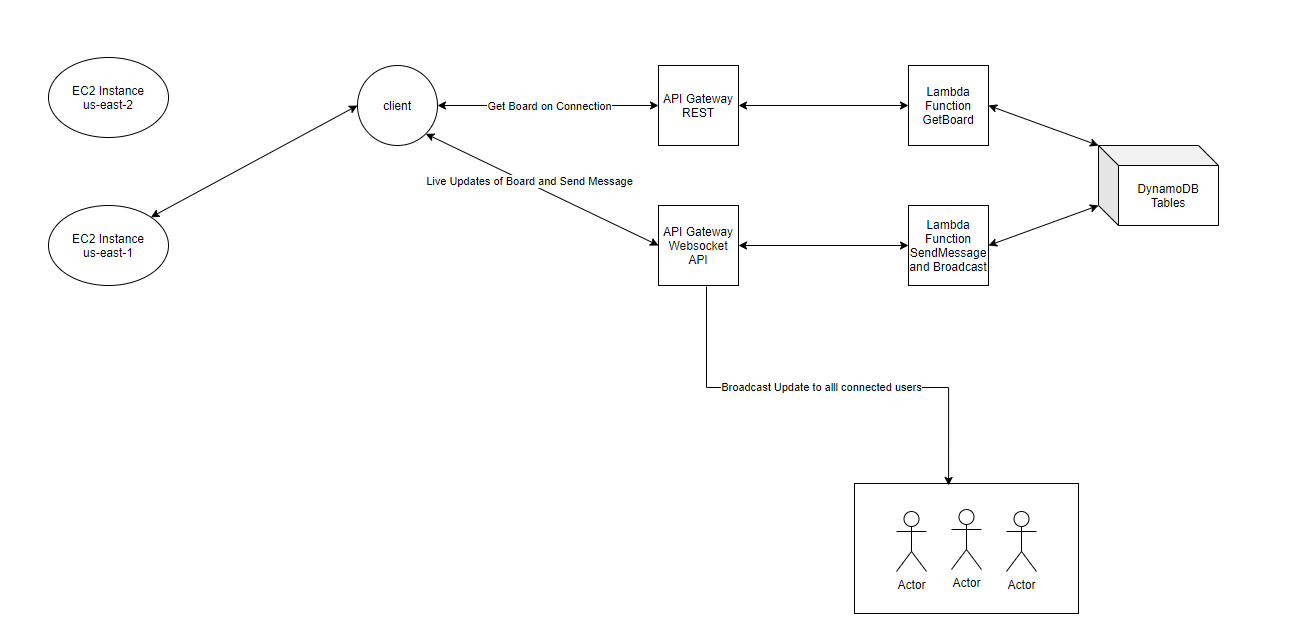 EC2 Instance
us-east-2
client
Get Board on Connection
API Gateway
REST
Lambda
Function
GetBoard
DynamoDB
Tables
Live Updates of Board and Send Message
EC2 Instance
us-east-1
API Gateway
Websocket
API
Lambda
Function
SendMessage
and Broadcast
Broadcast Update to alll connected users
Actor
Actor
Actor